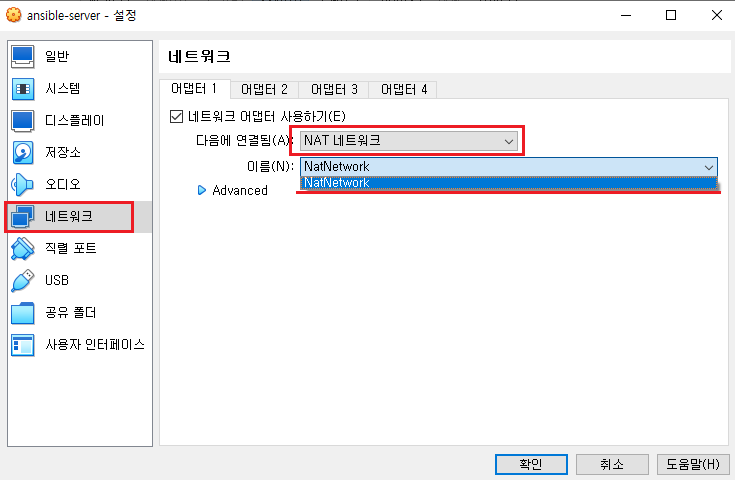 ansible-server - 설정
일반
시스템
디스플레이
저장소
오디오
네트워크
직렬 포트
USB
공유 폴더
사용자 인터페이스
네트워크
어댑터 1 어댑터 2 어댑터 3 어댑터 4
네트워크 어댑터 사용하기(E)
다음에 연결됨(A): NAT 네트워크
이름(N): NatNetwork
NatNetwork
Advanced
확인 취소 도움말(H)